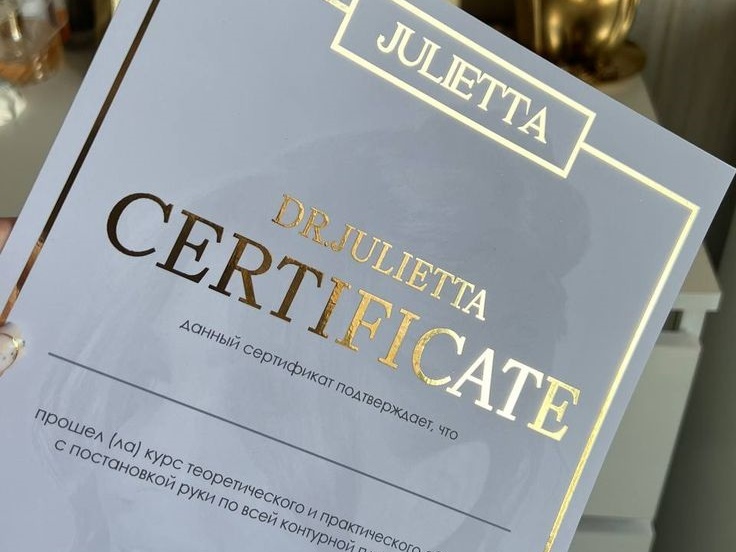 JULIETTA
DR.JULIETTA
CERTIFICATE
данный сертификат подтверждает, что
прошел (ла) курс теоретического и практического
с постановкой руки по всей контурной